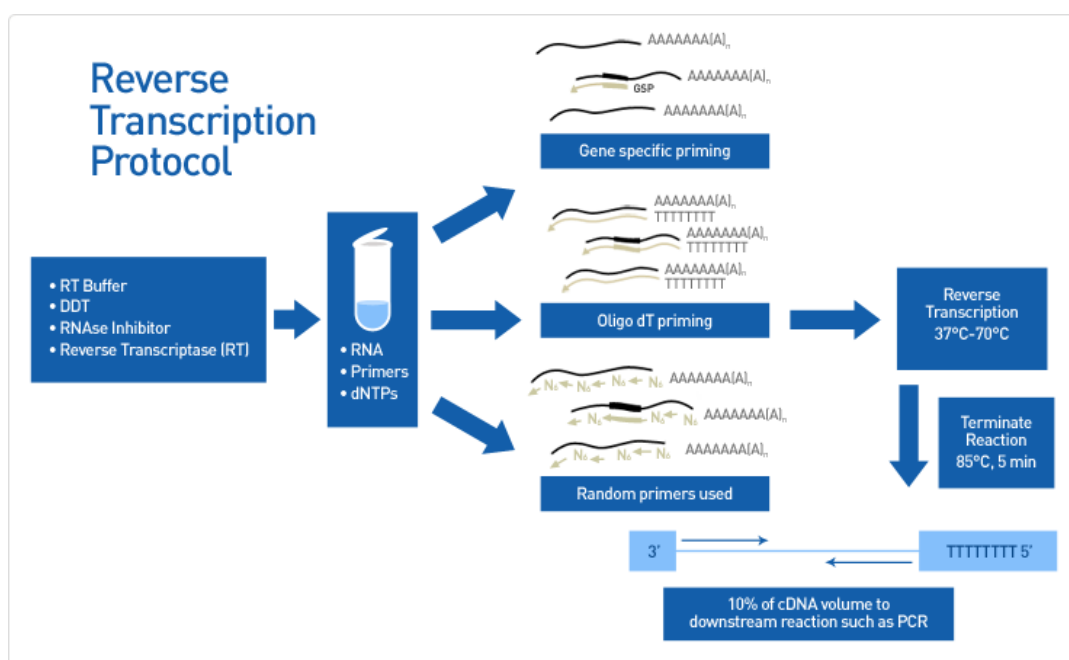 Reverse
Transcription
Protocol
• RT Buffer
• DDT
• RNAse Inhibitor
• Reverse Transcriptase (RT)
• RNA
• Primers
• dNTPs
AAAAAAA(A)n
AAAAAAA(A)n
GSP
AAAAAAA(A)n
Gene specific priming
AAAAAAA(A)n
TTTTTTTT
AAAAAAA(A)n
TTTTTTTT
AAAAAAA(A)n
TTTTTTTT
Oligo dT priming
N₆ N₆ N₆ N₆ AAAAAAA(A)n
N₆ N₆ N₆ N₆ AAAAAAA(A)n
N₆ N₆ N₆ AAAAAAA(A)n
Random primers used
Reverse
Transcription
37°C-70°C
Terminate
Reaction
85°C, 5 min
3’ TTTTTTTT 5’
10% of cDNA volume to
downstream reaction such as PCR